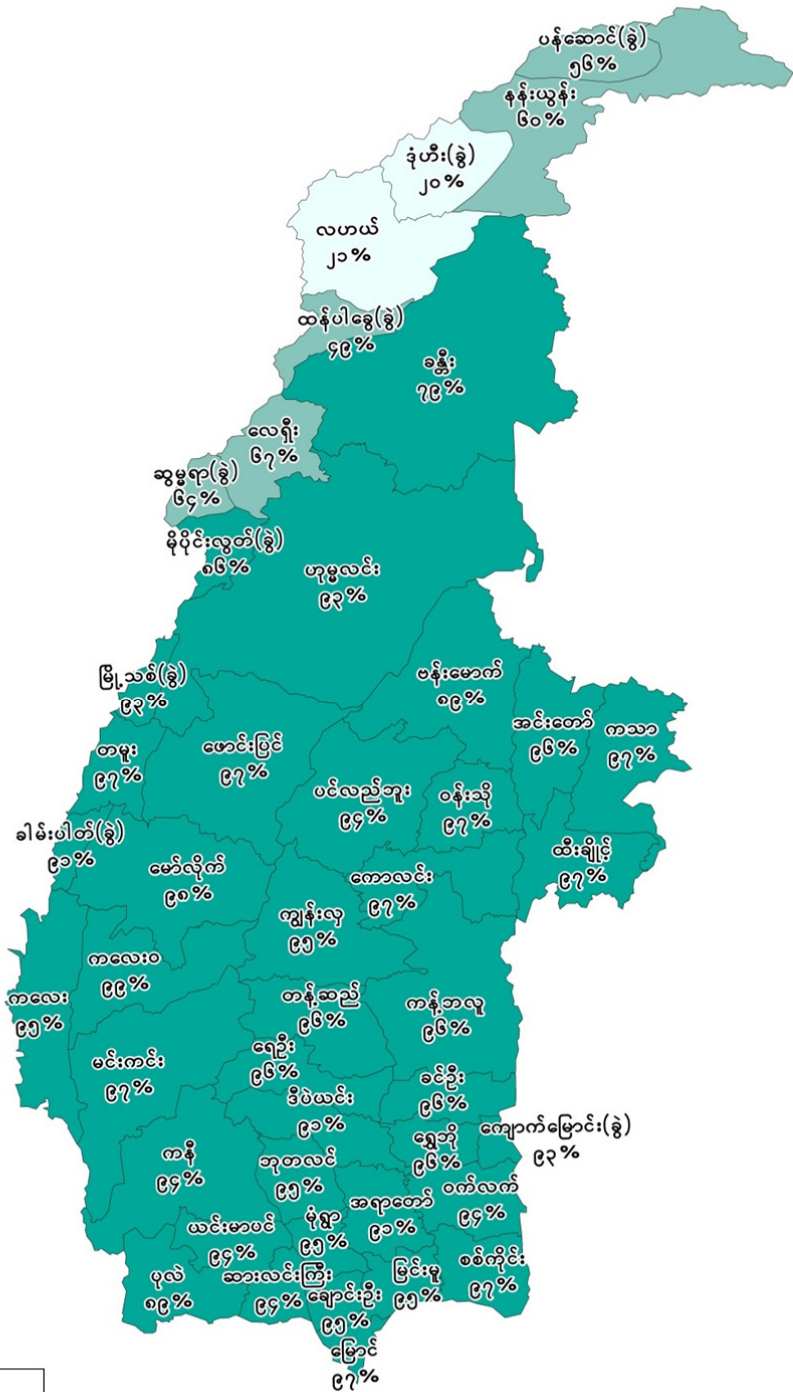 ပန်ဆောင်(ခွဲ)
၅၆%
နန်းယွန်း
၆၀%
ဒုံဟီး(ခွဲ)
၂၀%
လဟယ်
၂၁%
ထန်ပါခွေ(ခွဲ)
၄၉%
ခန္တီး
၇၉%
လေရှီး
၆၇%
ဆွမ္မရာ(ခွဲ)
၆၄%
မိုပိုင်းလွတ်(ခွဲ)
၈၆%
ဟုမ္မလင်း
၉၃%
ဗန်းမောက်
၈၉%
မြို့သစ်(ခွဲ)
၉၃%
အင်းတော်
၉၆%
ကသာ
၉၇%
တမူး
၉၇%
ဖောင်းပြင်
၉၇%
ပင်လည်ဘူး
၉၄%
ဝန်းသို
၉၇%
ခါမ်းပါတ်(ခွဲ)
၉၁%
မော်လိုက်
၉၈%
ထီးချိုင့်
၉၇%
ကောလင်း
၉၇%
ကျွန်းလှ
၉၅%
ကလေးဝ
၉၉%
ကလေး
၉၅%
တန့်ဆည်
၉၆%
ကန့်ဘလူ
၉၆%
မင်းကင်း
၉၇%
ရေဦး
၉၆%
ခင်ဦး
၉၆%
ဒီပဲယင်း
၉၁%
ရွှေဘို
၉၆%
ကျောက်မြောင်း(ခွဲ)
၉၃%
ကနီ
၉၄%
ဘုတလင်
၉၅%
ဝက်လက်
၉၄%
အရာတော်
၉၁%
မုံရွာ
၉၅%
ယင်းမာပင်
၉၄%
စစ်ကိုင်း
၉၇%
မြင်းမူ
၉၅%
ပုလဲ
၈၉%
ဆားလင်းကြီး
၉၄%
ချောင်းဦး
၉၅%
မြောင်
၉၇%